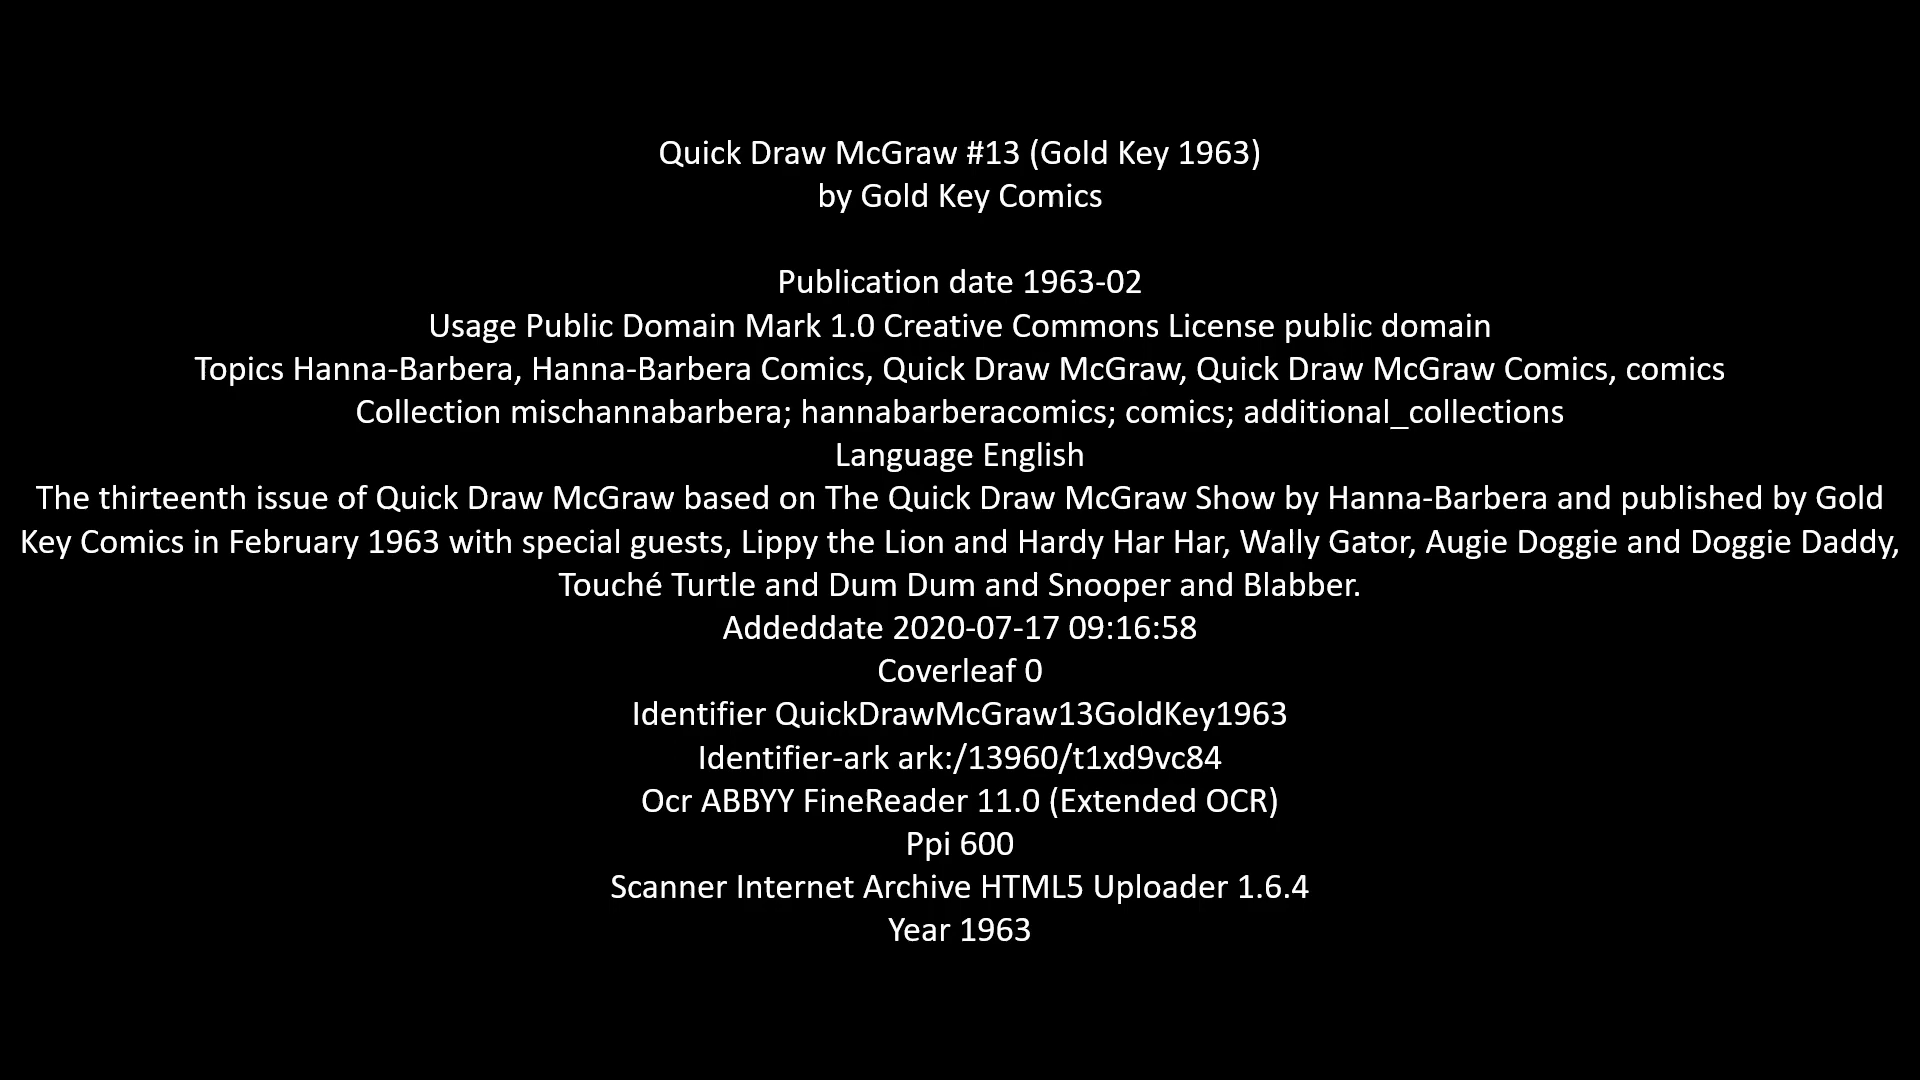 Quick Draw McGraw #13 (Gold Key 1963)
by Gold Key Comics
Publication date 1963-02
Usage Public Domain Mark 1.0 Creative Commons License public domain
Topics Hanna-Barbera, Hanna-Barbera Comics, Quick Draw McGraw, Quick Draw McGraw Comics, comics
Collection mischannabarbera; hannabarberacomics; comics; additional_collections
Language English
The thirteenth issue of Quick Draw McGraw based on The Quick Draw McGraw Show by Hanna-Barbera and published by Gold
Key Comics in February 1963 with special guests, Lippy the Lion and Hardy Har Har, Wally Gator, Augie Doggie and Doggie Daddy,
Touché Turtle and Dum Dum and Snooper and Blabber.
Addeddate 2020-07-17 09:16:58
Coverleaf 0
Identifier QuickDrawMcGraw13GoldKey1963
Identifier-ark ark:/13960/t1xd9vc84
Ocr ABBYY FineReader 11.0 (Extended OCR)
Ppi 600
Scanner Internet Archive HTML5 Uploader 1.6.4
Year 1963